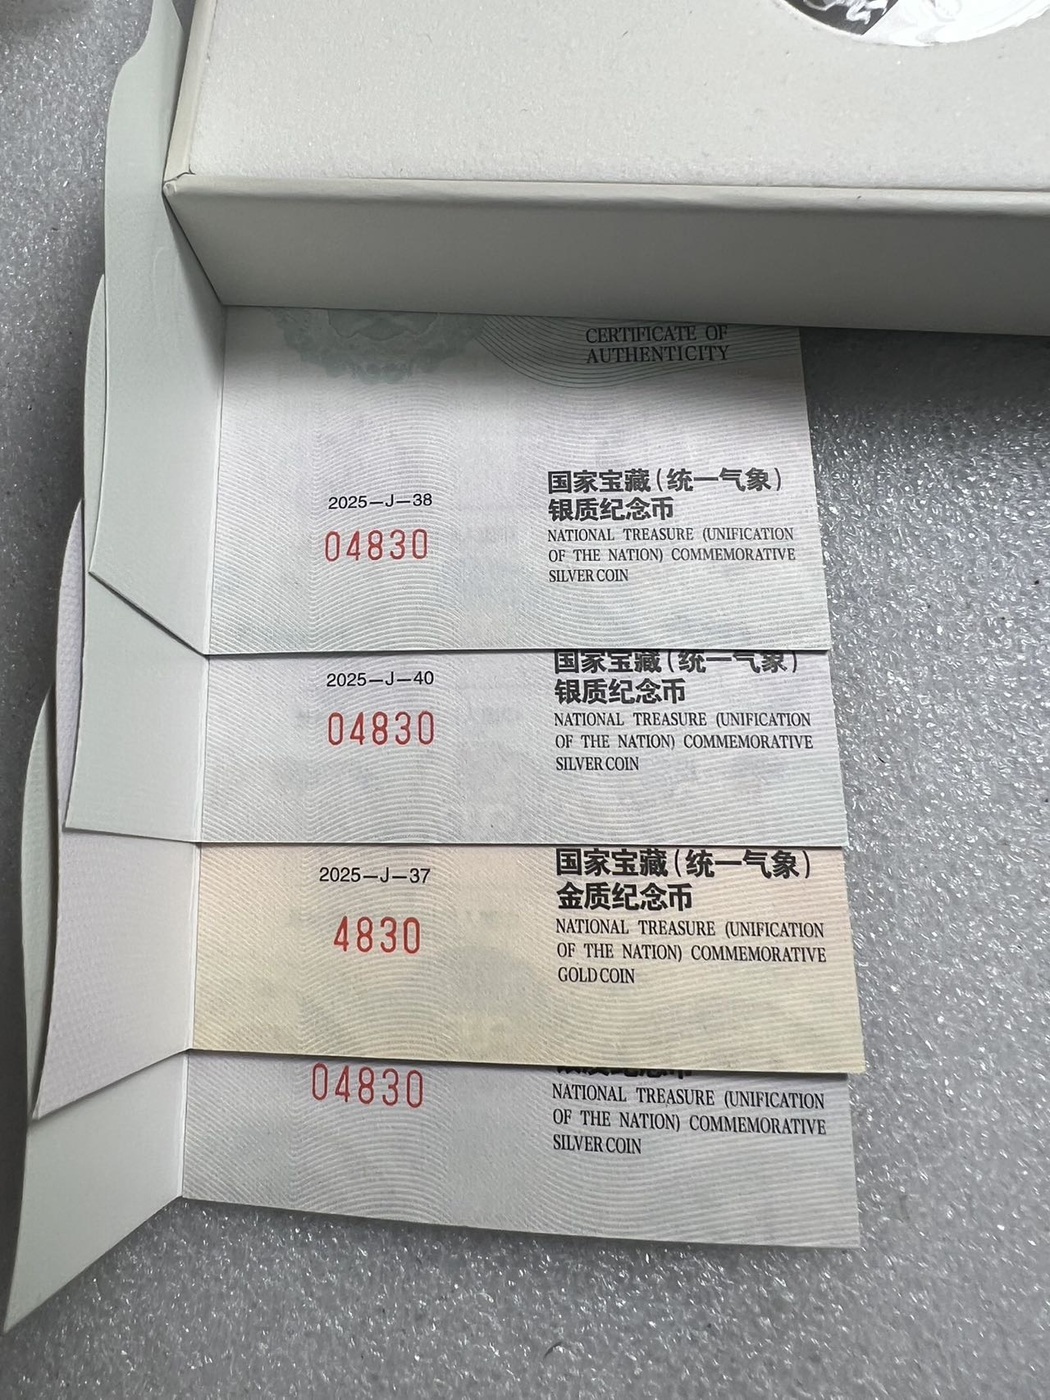 CERTIFICATE OF
AUTHENTICITY
2025-J-38
04830
国家宝藏(统一气象)
银质纪念币
NATIONAL TREASURE (UNIFICATION
OF THE NATION) COMMEMORATIVE
SILVER COIN
2025-J-40
04830
国家宝藏(统一气象)
银质纪念币
NATIONAL TREASURE (UNIFICATION
OF THE NATION) COMMEMORATIVE
SILVER COIN
2025-J-37
4830
国家宝藏(统一气象)
金质纪念币
NATIONAL TREASURE (UNIFICATION
OF THE NATION) COMMEMORATIVE
GOLD COIN
04830
NATIONAL TREASURE (UNIFICATION
OF THE NATION) COMMEMORATIVE
SILVER COIN